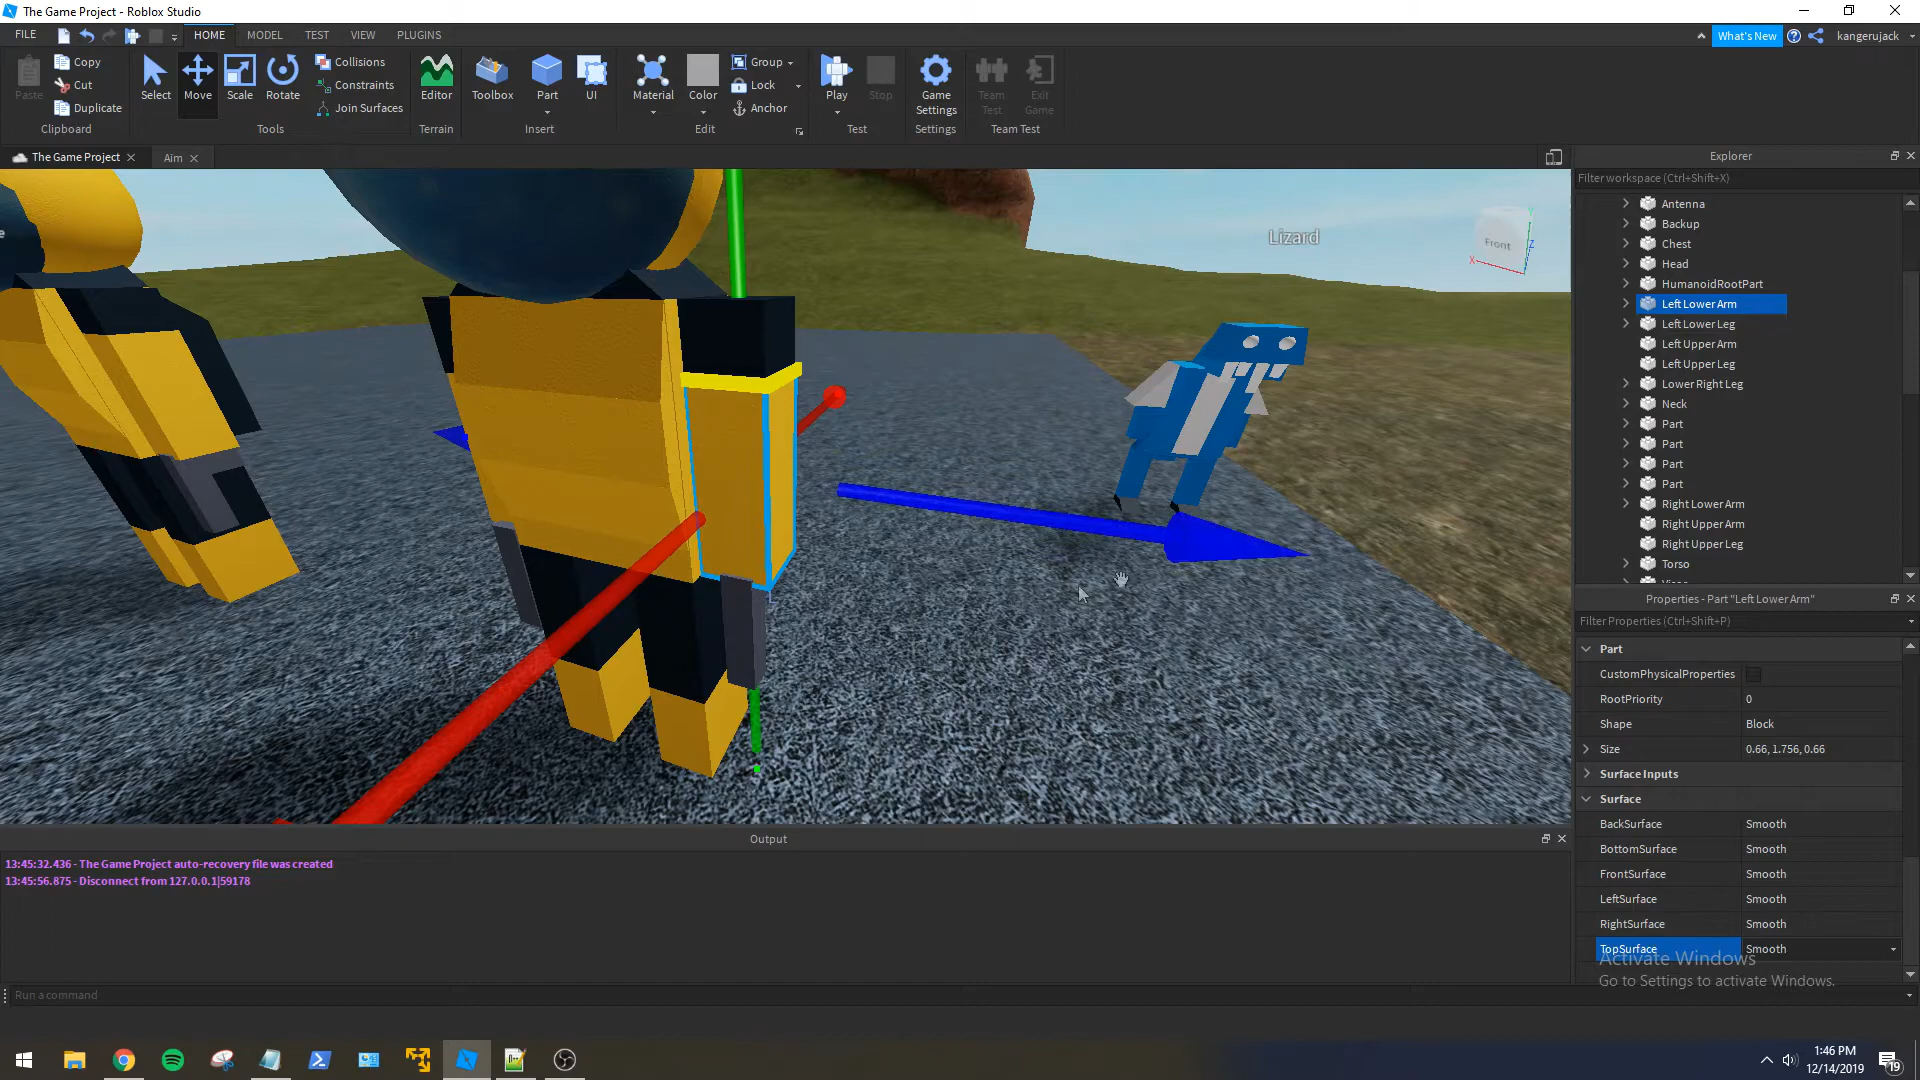 The Game Project - Roblox Studio
FILE
HOME
MODEL
TEST
VIEW
PLUGINS
What's New
kangerujack
Paste
Copy
Cut
Duplicate
Clipboard
Select
Move
Scale
Rotate
Collisions
Constraints
Join Surfaces
Tools
Editor
Terrain
Toolbox
Part
UI
Insert
Material
Color
Group
Lock
Anchor
Edit
Play
Stop
Test
Game Settings
Settings
Team Test
Exit Game
Team Test
The Game Project
Aim
Lizard
Front
X
Y
Z
Explorer
Filter workspace (Ctrl+Shift+X)
Antenna
Backup
Chest
Head
HumanoidRootPart
Left Lower Arm
Left Lower Leg
Left Upper Arm
Left Upper Leg
Lower Right Leg
Neck
Part
Part
Part
Part
Right Lower Arm
Right Upper Arm
Right Upper Leg
Torso
Properties - Part "Left Lower Arm"
Filter Properties (Ctrl+Shift+P)
Part
CustomPhysicalProperties
RootPriority 0
Shape Block
Size 0.66, 1.756, 0.66
Surface Inputs
Surface
BackSurface Smooth
BottomSurface Smooth
FrontSurface Smooth
LeftSurface Smooth
RightSurface Smooth
TopSurface Smooth
Activate Windows
Go to Settings to activate Windows.
Output
13:45:32.436 - The Game Project auto-recovery file was created
13:45:56.875 - Disconnect from 127.0.0.1|59178
Run a command
1:46 PM
12/14/2019
19